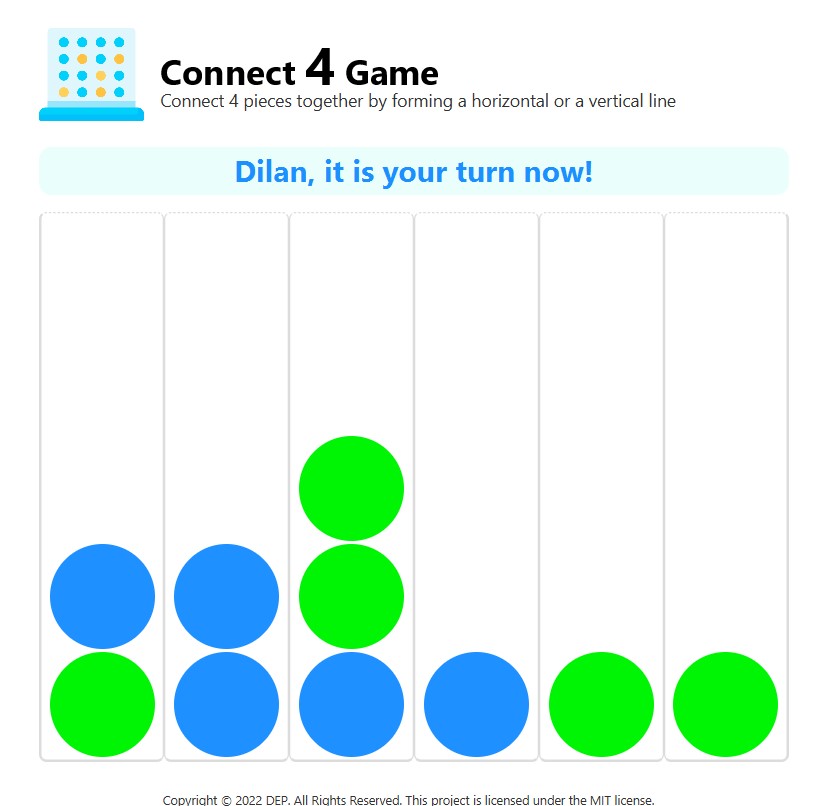 Connect 4 Game
Connect 4 pieces together by forming a horizontal or a vertical line
Dilan, it is your turn now!
Copyright © 2022 DEP. All Rights Reserved. This project is licensed under the MIT license.